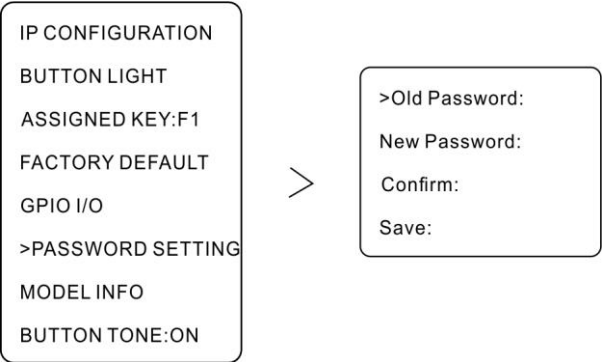 IP CONFIGURATION
BUTTON LIGHT
ASSIGNED KEY:F1
FACTORY DEFAULT
GPIO I/O
>PASSWORD SETTING
MODEL INFO
BUTTON TONE:ON
>
>Old Password:
New Password:
Confirm:
Save: